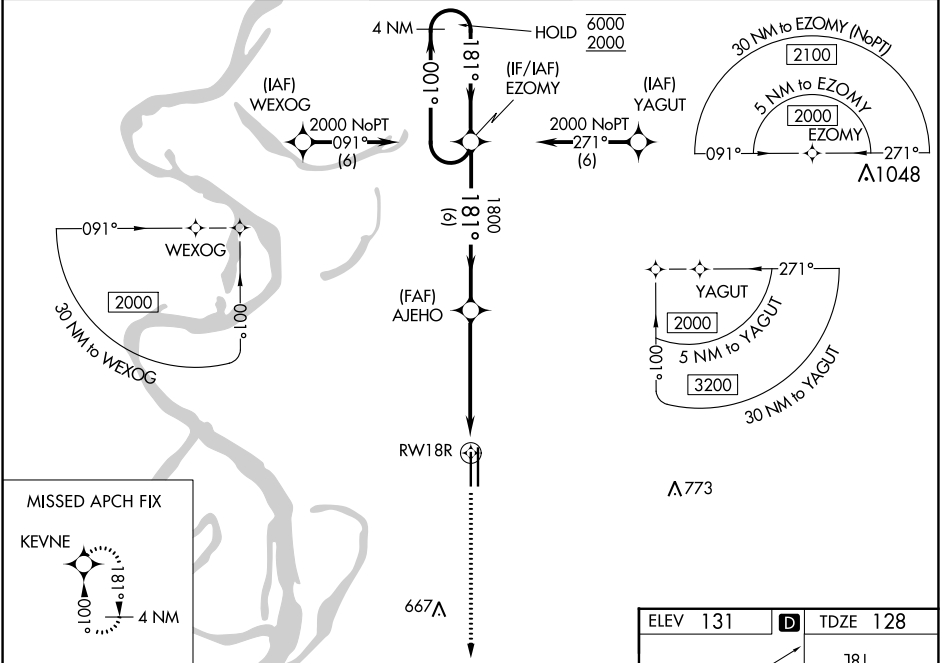 4 NM
HOLD 6000
2000
181°
001°
(IF/IAF)
EZOMY
(IAF)
WEXOG
2000 NoPT
091°
(6)
(IAF)
YAGUT
2000 NoPT
271°
(6)
30 NM to EZOMY (NoPT)
2100
5 NM to EZOMY
2000
EZOMY
091°
271°
1048
1800
181°
(6)
091°
WEXOG
2000
001°
30 NM to WEXOG
(FAF)
AJEHO
271°
YAGUT
2000
5 NM to YAGUT
001°
3200
30 NM to YAGUT
RW18R
773
MISSED APCH FIX
KEVNE
181°
001°
4 NM
667
ELEV 131 D TDZE 128
181